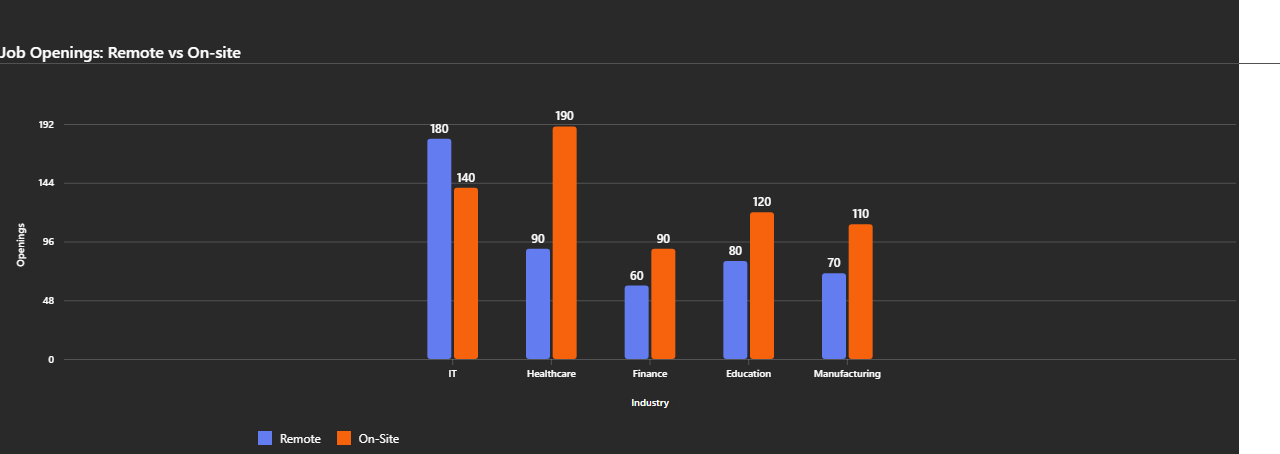 Job Openings: Remote vs On-site
192
144
96
48
0
Openings
180
140
90
190
60
90
80
120
70
110
IT
Healthcare
Finance
Education
Manufacturing
Industry
Remote
On-Site